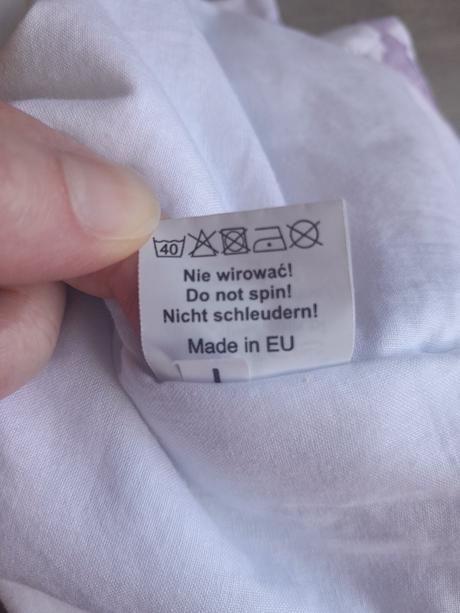 40
Nie wirować!
Do not spin!
Nicht schleudern!
Made in EU